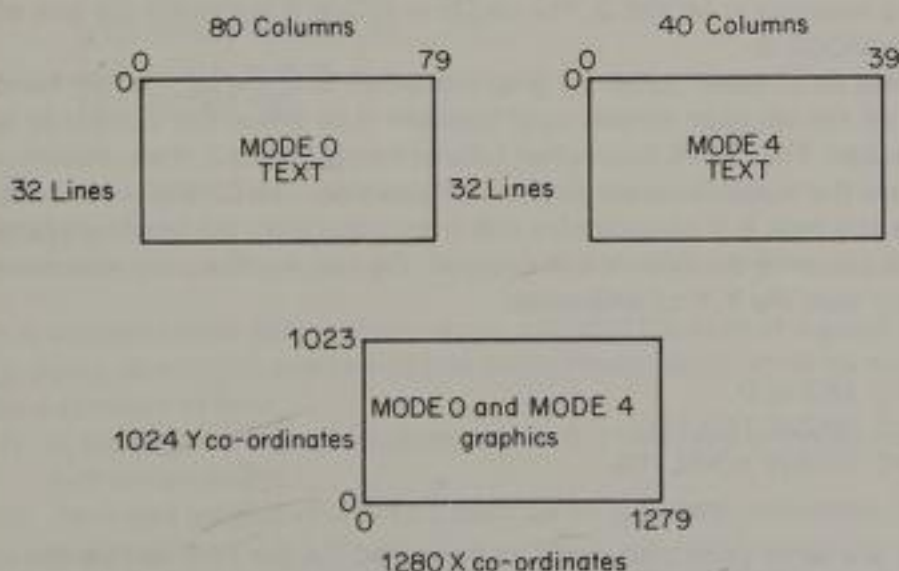 80 Columns
0 79
0
MODE 0
TEXT
32 Lines
40 Columns
0 39
0
MODE 4
TEXT
32 Lines
1023
MODE 0 and MODE 4
graphics
1024 Y co-ordinates
0
0 1279
1280 X co-ordinates